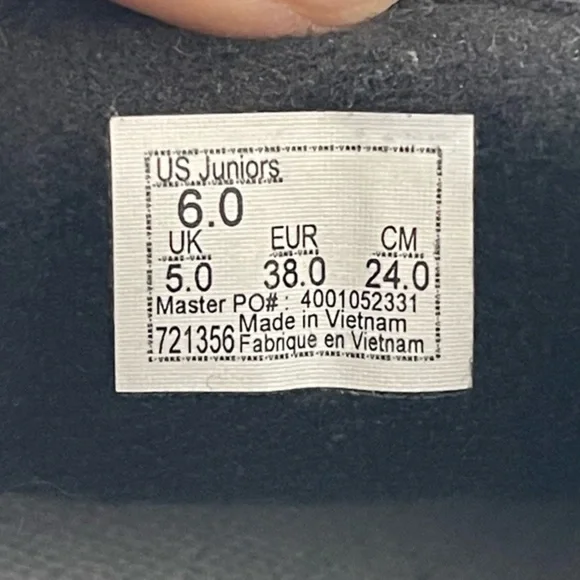 US Juniors
6.0
UK EUR CM
5.0 38.0 24.0
Master PO# : 4001052331
Made in Vietnam
721356 Fabrique en Vietnam